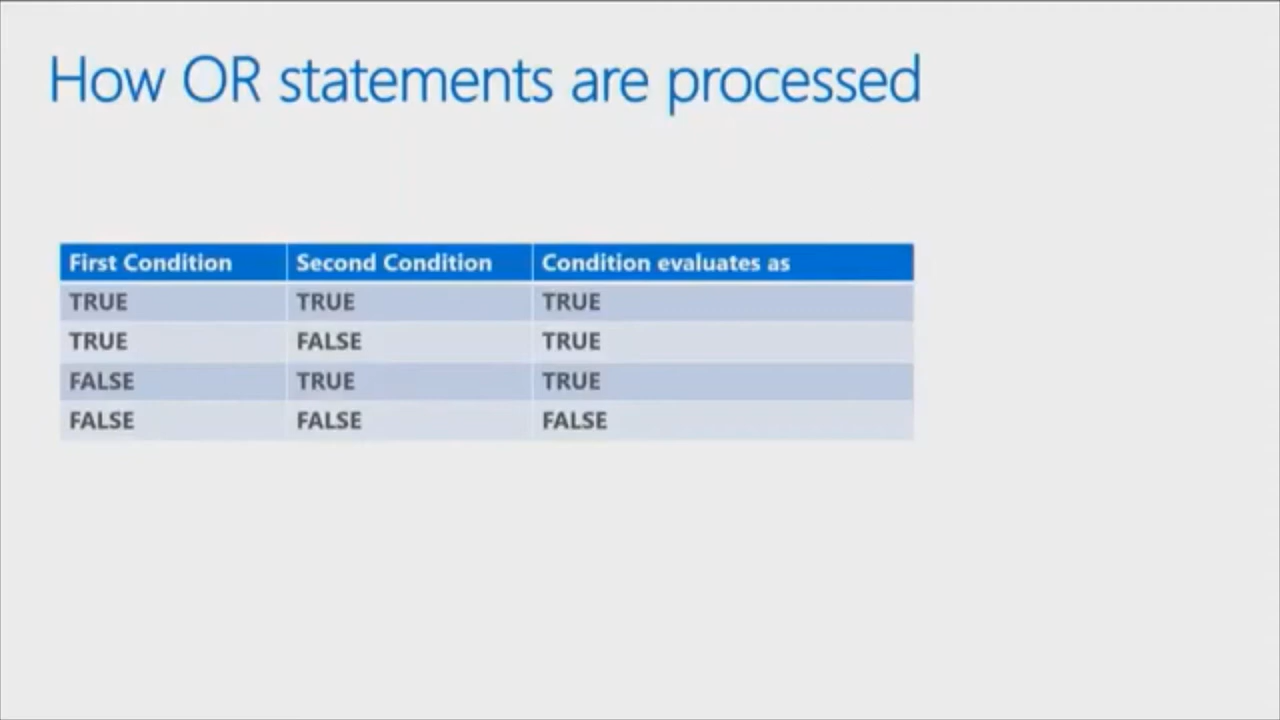 How OR statements are processed
First Condition Second Condition Condition evaluates as
TRUE TRUE TRUE
TRUE FALSE TRUE
FALSE TRUE TRUE
FALSE FALSE FALSE